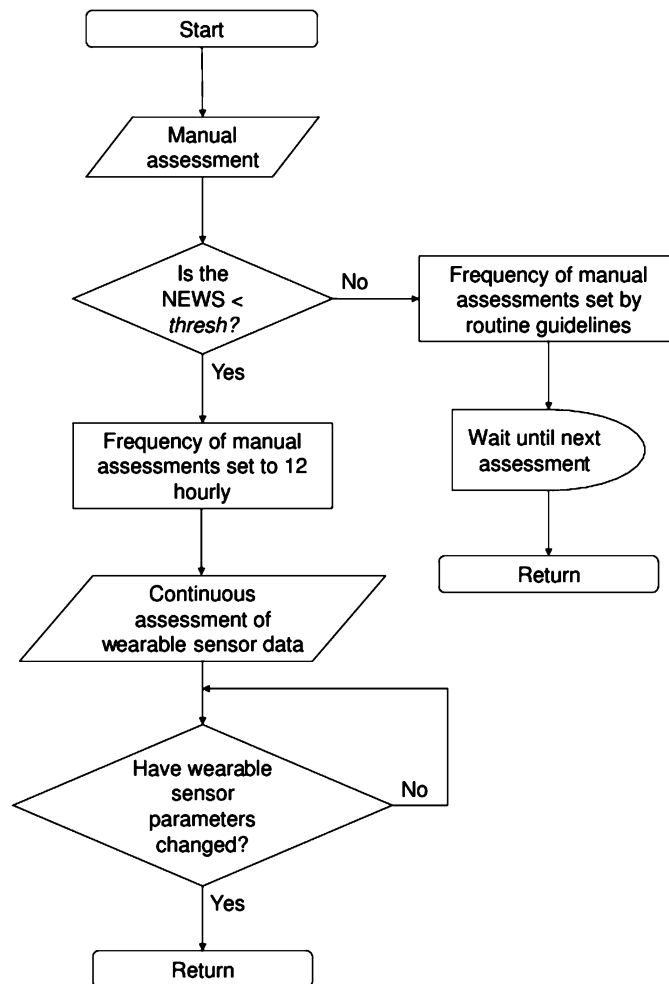 Start
Manual
assessment
Is the
NEWS <
thresh?
No
Frequency of manual
assessments set by
routine guidelines
Yes
Frequency of manual
assessments set to 12
hourly
Wait until next
assessment
Return
Continuous
assessment of
wearable sensor data
Have wearable
sensor
parameters
changed?
No
Yes
Return